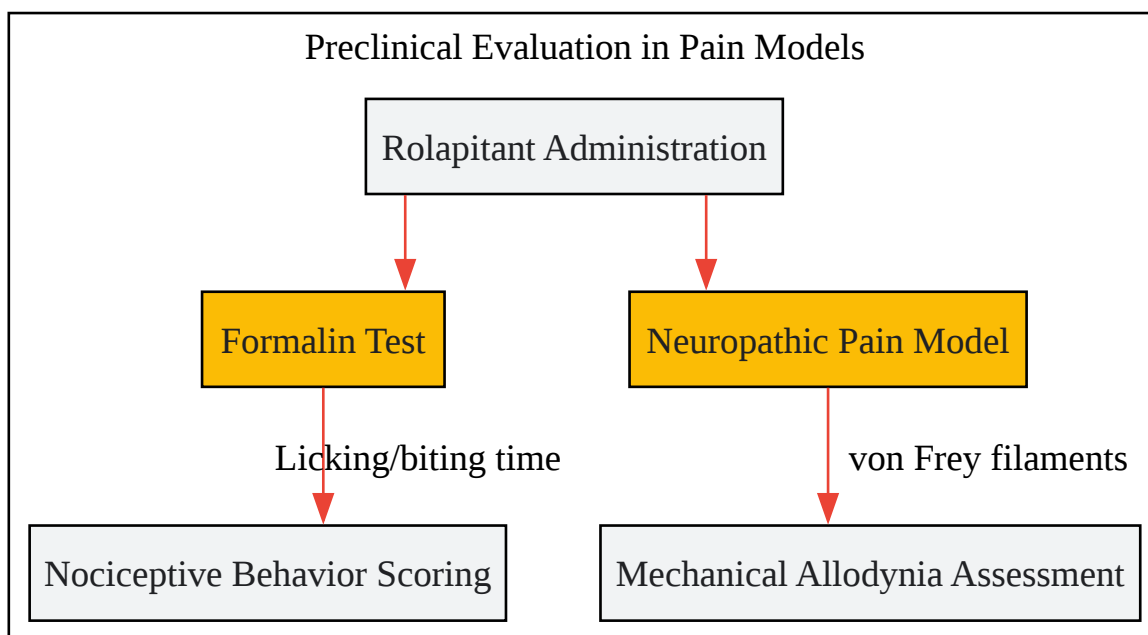 Preclinical Evaluation in Pain Models
Rolapitant Administration
Formalin Test
Neuropathic Pain Model
Licking/biting time
von Frey filaments
Nociceptive Behavior Scoring
Mechanical Allodynia Assessment